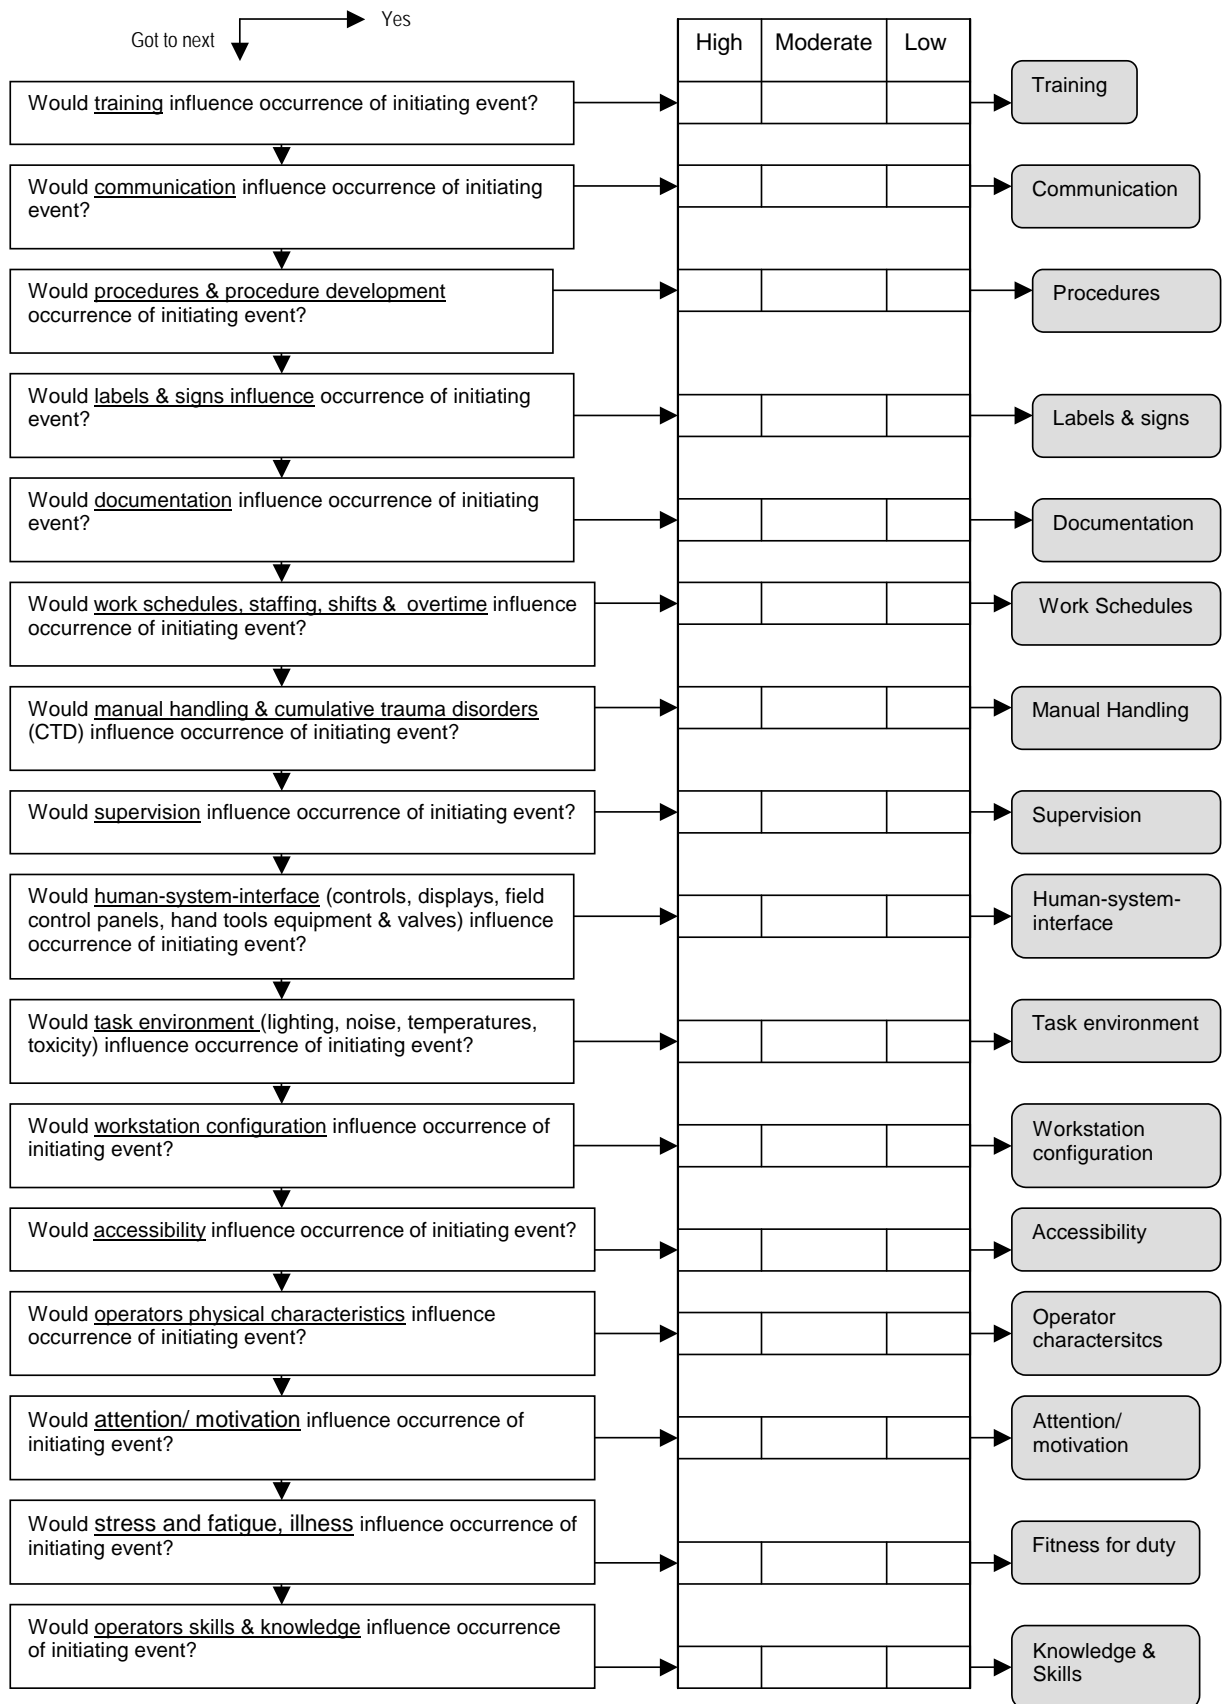 Yes
Got to next
High Moderate Low
Would training influence occurrence of initiating event?
Training
Would communication influence occurrence of initiating
event?
Communication
Would procedures & procedure development
occurrence of initiating event?
Procedures
Would labels & signs influence occurrence of initiating
event?
Labels & signs
Would documentation influence occurrence of initiating
event?
Documentation
Would work schedules, staffing, shifts & overtime influence
occurrence of initiating event?
Work Schedules
Would manual handling & cumulative trauma disorders
(CTD) influence occurrence of initiating event?
Manual Handling
Would supervision influence occurrence of initiating event?
Supervision
Would human-system-interface (controls, displays, field
control panels, hand tools equipment & valves) influence
occurrence of initiating event?
Human-system-
interface
Would task environment (lighting, noise, temperatures,
toxicity) influence occurrence of initiating event?
Task environment
Would workstation configuration influence occurrence of
initiating event?
Workstation
configuration
Would accessibility influence occurrence of initiating event?
Accessibility
Would operators physical characteristics influence
occurrence of initiating event?
Operator
charactersitcs
Would attention/ motivation influence occurrence of
initiating event?
Attention/
motivation
Would stress and fatigue, illness influence occurrence of
initiating event?
Fitness for duty
Would operators skills & knowledge influence occurrence
of initiating event?
Knowledge &
Skills